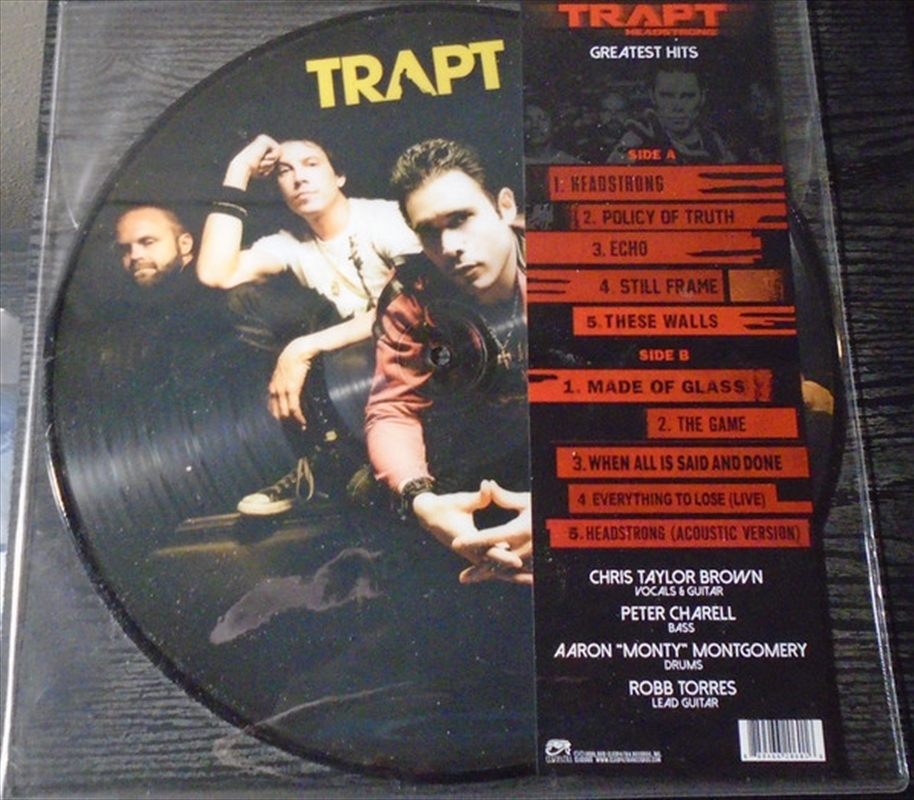 TRAPT
TRAPT
HEADSTRONG
GREATEST HITS
SIDE A
1. HEADSTRONG
2. POLICY OF TRUTH
3. ECHO
4 STILL FRAME
5. THESE WALLS
SIDE B
1. MADE OF GLASS
2. THE GAME
3. WHEN ALL IS SAID AND DONE
4 EVERYTHING TO LOSE (LIVE)
5. HEADSTRONG (ACOUSTIC VERSION)
CHRIS TAYLOR BROWN
VOCALS & GUITAR
PETER CHARELL
BASS
AARON "MONTY" MONTGOMERY
DRUMS
ROBB TORRES
LEAD GUITAR